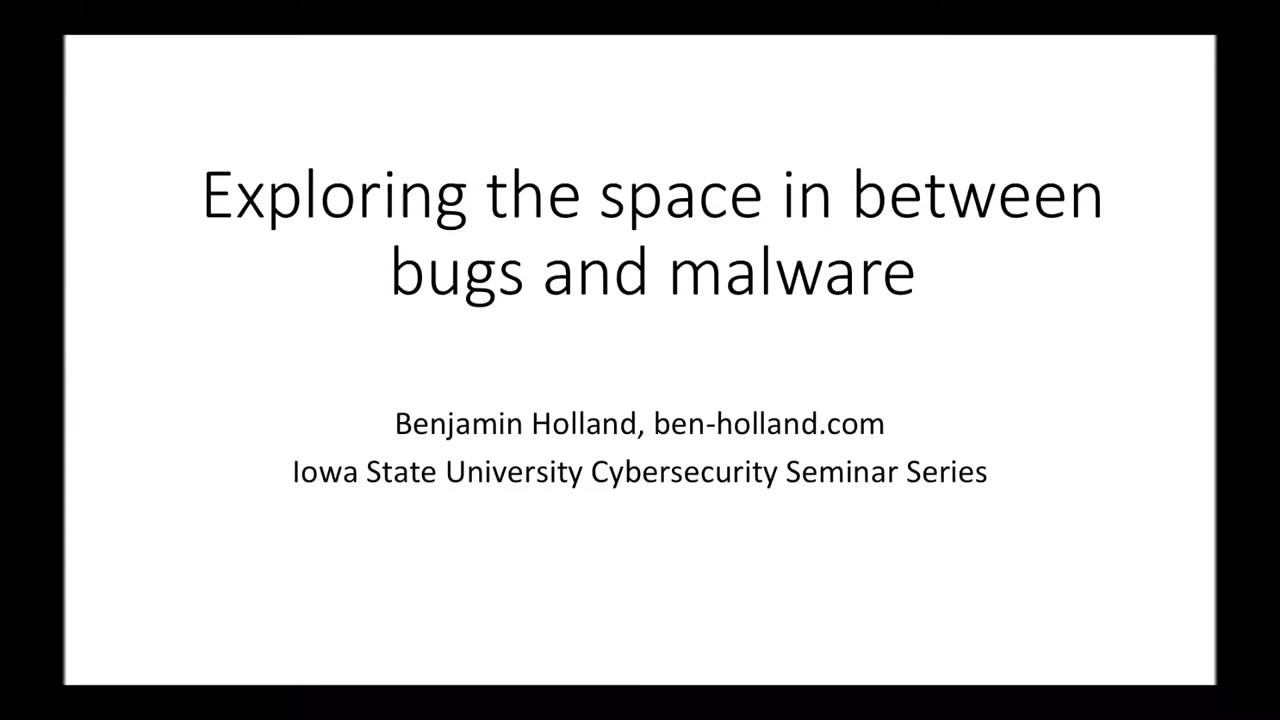 Exploring the space in between
bugs and malware
Benjamin Holland, ben-holland.com
Iowa State University Cybersecurity Seminar Series